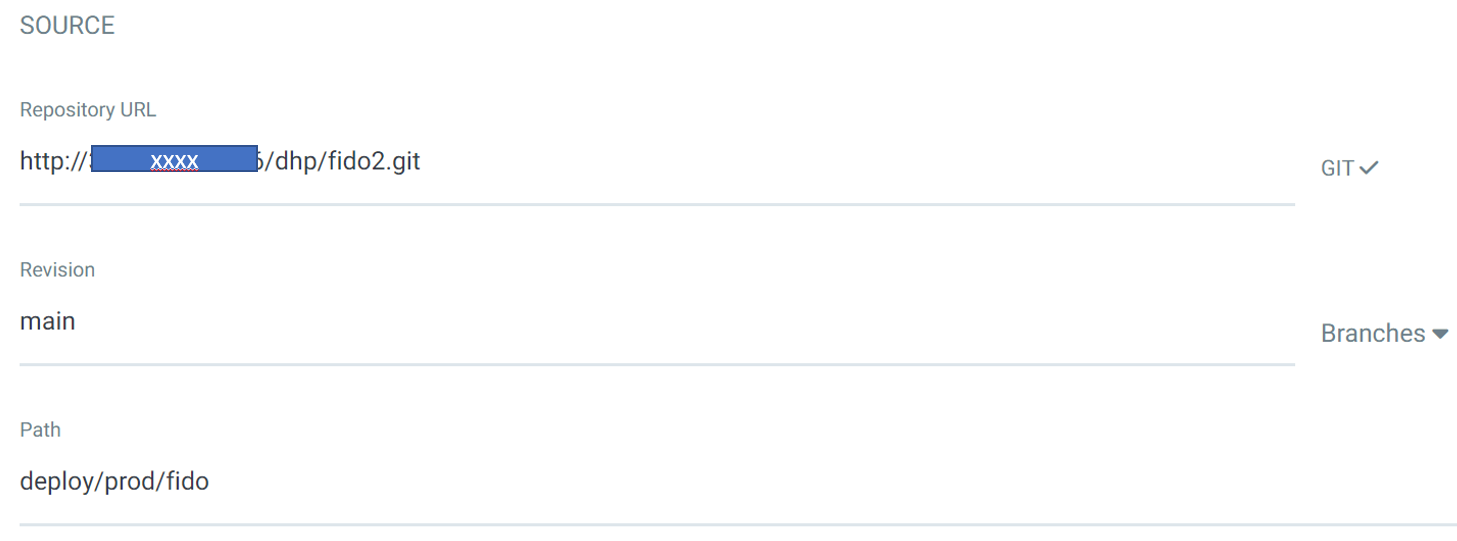 SOURCE
Repository URL
http:// xxxx /dhp/fido2.git
GIT
Revision
main
Branches
Path
deploy/prod/fido